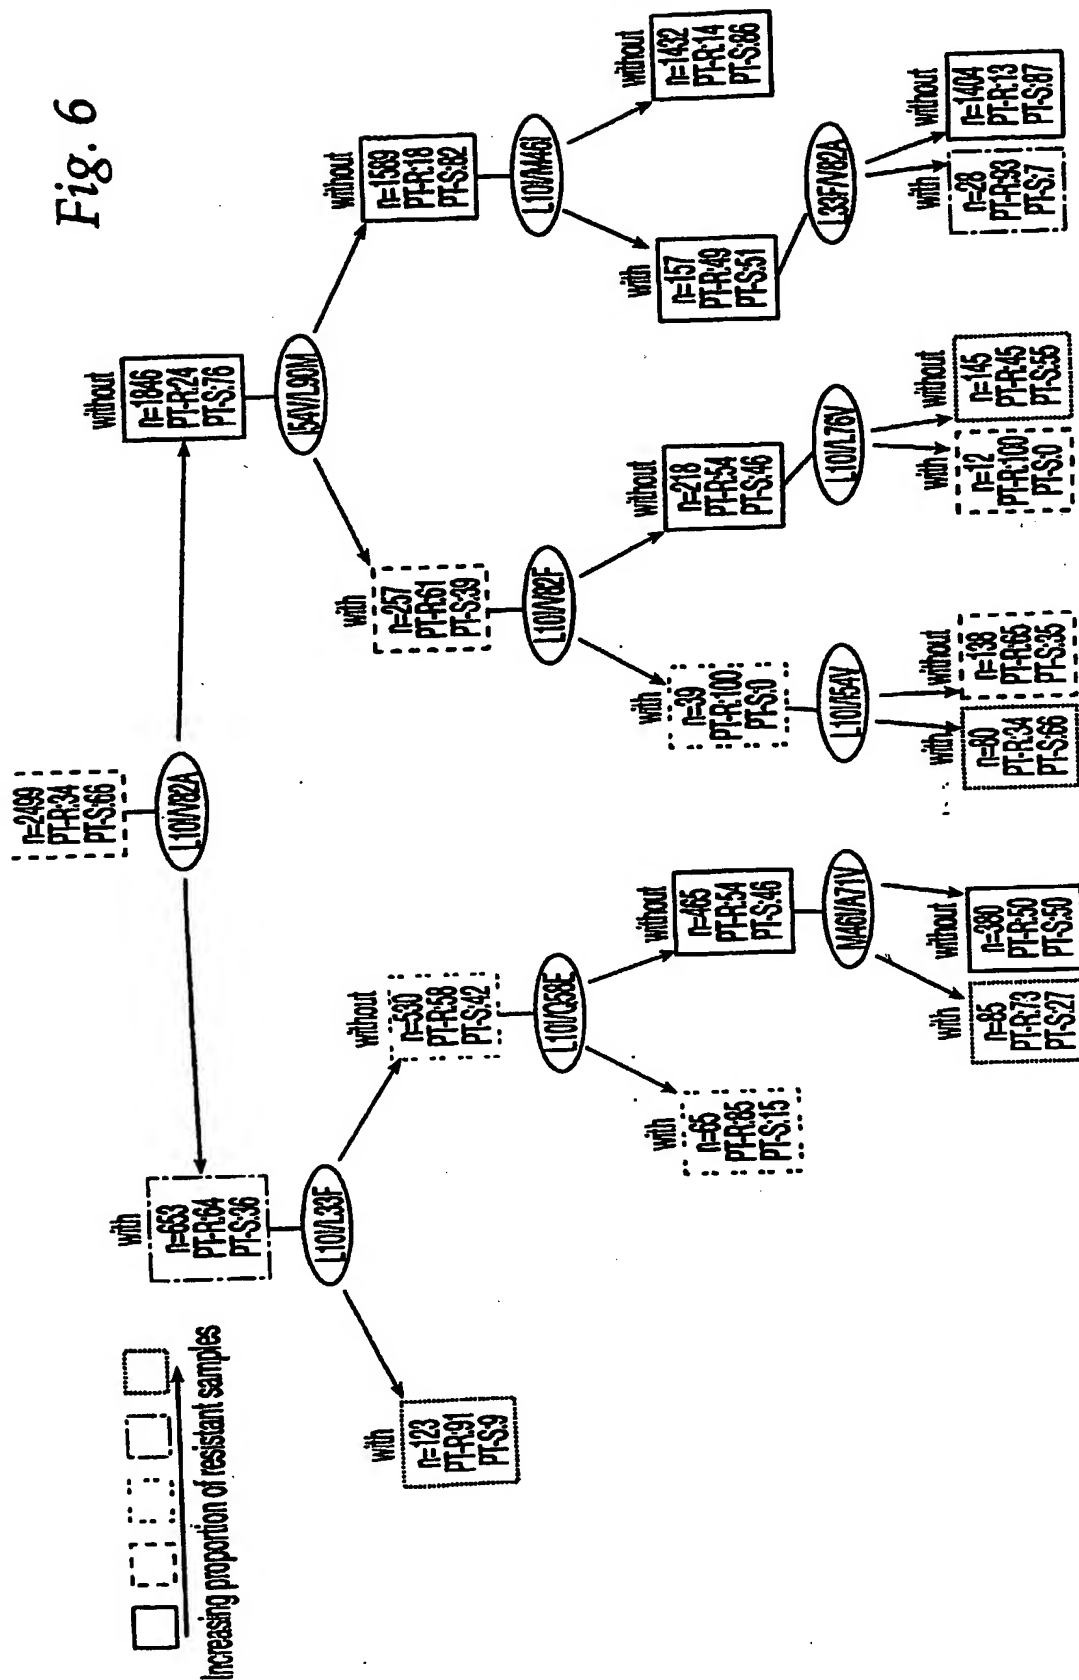 Fig. 6
Increasing proportion of resistant samples
n=2499
PT-R:34
PT-S:66
L10I/V82A
with
n=653
PT-R:64
PT-S:36
L10I/L33F
without
n=1846
PT-R:24
PT-S:76
I54V/L90M
with
n=123
PT-R:91
PT-S:9
without
n=530
PT-R:58
PT-S:42
L10I/Q58E
with
n=257
PT-R:61
PT-S:39
L10I/V82F
without
n=1589
PT-R:18
PT-S:82
L10I/M46I
with
n=65
PT-R:85
PT-S:15
without
n=465
PT-R:54
PT-S:46
M46I/A71V
with
n=39
PT-R:100
PT-S:0
L10I/I54V
without
n=218
PT-R:54
PT-S:46
L10I/L76V
with
n=157
PT-R:49
PT-S:51
L33F/V82A
without
n=1432
PT-R:14
PT-S:86
with
n=85
PT-R:73
PT-S:27
without
n=380
PT-R:50
PT-S:50
with
n=80
PT-R:34
PT-S:66
without
n=138
PT-R:65
PT-S:35
with
n=12
PT-R:100
PT-S:0
without
n=145
PT-R:45
PT-S:55
with
n=28
PT-R:93
PT-S:7
without
n=1404
PT-R:13
PT-S:87